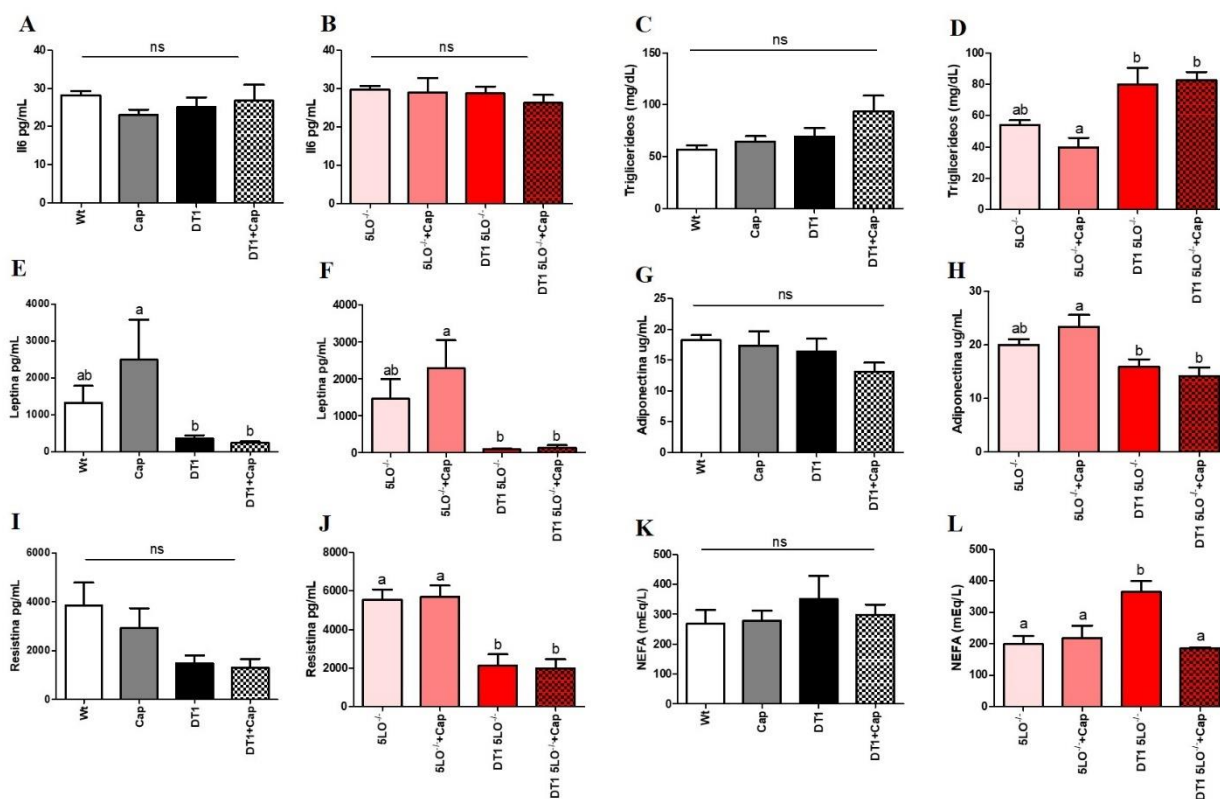 A
ns
Il6 pg/mL
40
30
20
10
0
Wt
Cap
DT1
DT1+Cap
B
ns
Il6 pg/mL
40
30
20
10
0
5LO-/-
5LO-/-+Cap
DT1 5LO-/-
DT1 5LO-/-+Cap
C
ns
Triglicerideos (mg/dL)
150
100
50
0
Wt
Cap
DT1
DT1+Cap
D
Triglicerideos (mg/dL)
100
80
60
40
20
0
ab
a
b
b
5LO-/-
5LO-/-+Cap
DT1 5LO-/-
DT1 5LO-/-+Cap
E
Leptina pg/mL
4000
3000
2000
1000
0
ab
a
b
b
Wt
Cap
DT1
DT1+Cap
F
Leptina pg/mL
4000
3000
2000
1000
0
ab
a
b
b
5LO-/-
5LO-/-+Cap
DT1 5LO-/-
DT1 5LO-/-+Cap
G
ns
Adiponectina ug/mL
25
20
15
10
5
0
Wt
Cap
DT1
DT1+Cap
H
Adiponectina ug/mL
30
20
10
0
ab
a
b
b
5LO-/-
5LO-/-+Cap
DT1 5LO-/-
DT1 5LO-/-+Cap
I
ns
Resistina pg/mL
6000
4000
2000
0
Wt
Cap
DT1
DT1+Cap
J
Resistina pg/mL
8000
6000
4000
2000
0
a
a
b
b
5LO-/-
5LO-/-+Cap
DT1 5LO-/-
DT1 5LO-/-+Cap
K
ns
NEFA (mEq/L)
500
400
300
200
100
0
Wt
Cap
DT1
DT1+Cap
L
NEFA (mEq/L)
500
400
300
200
100
0
a
a
b
a
5LO-/-
5LO-/-+Cap
DT1 5LO-/-
DT1 5LO-/-+Cap